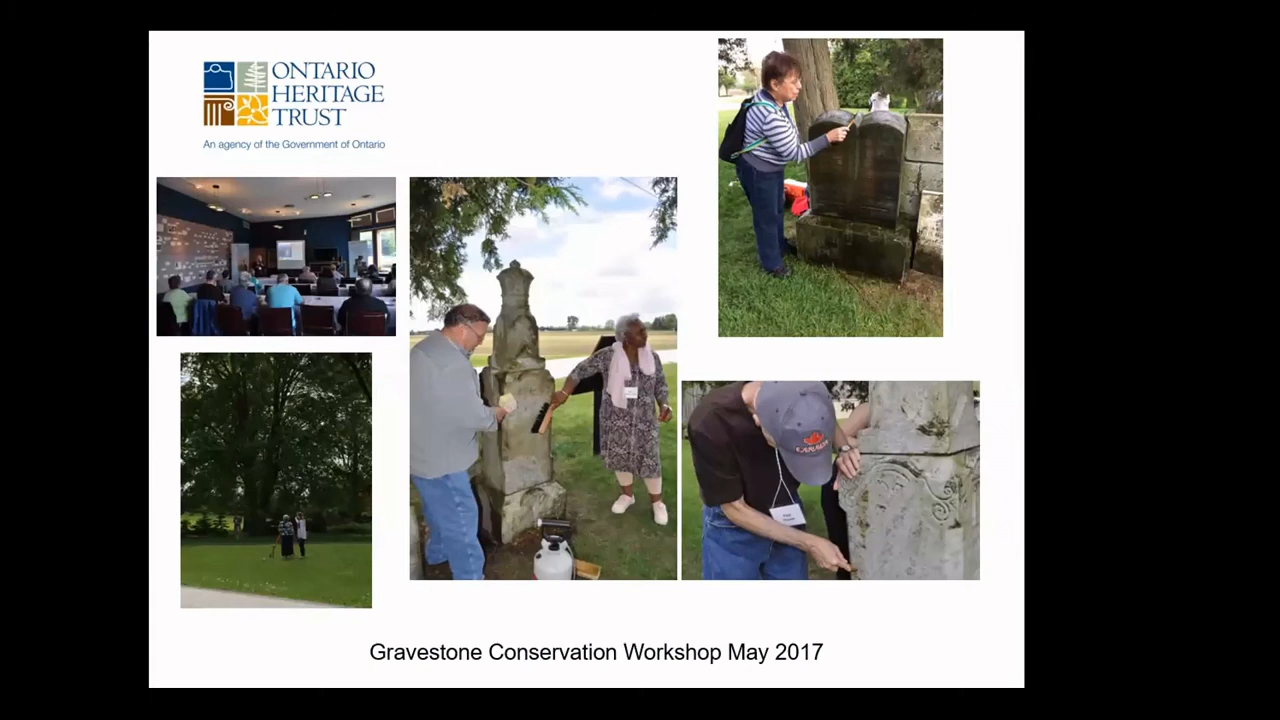 ONTARIO
HERITAGE
TRUST
An agency of the Government of Ontario
Gravestone Conservation Workshop May 2017